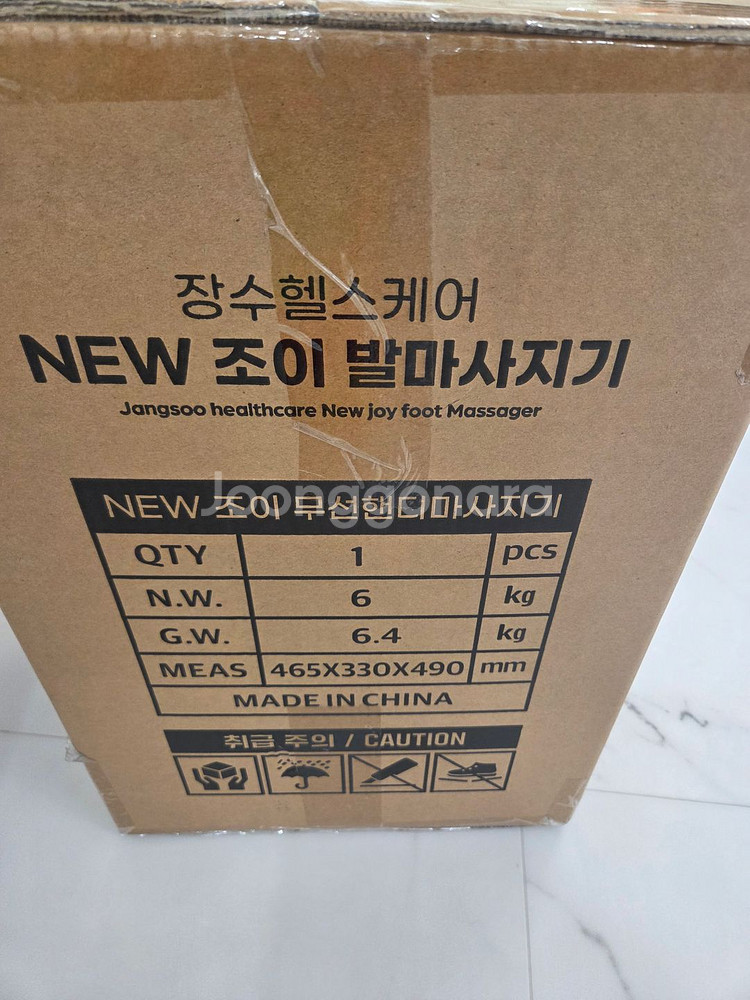 장수헬스케어
NEW 조이 발마사지기
Jangsoo healthcare New joy foot Massager
NEW 조이 무선핸디마사지기
Joonggonara
QTY 1 pcs
N.W. 6 kg
G.W. 6.4 kg
MEAS 465X330X490 mm
MADE IN CHINA
취급 주의 / CAUTION